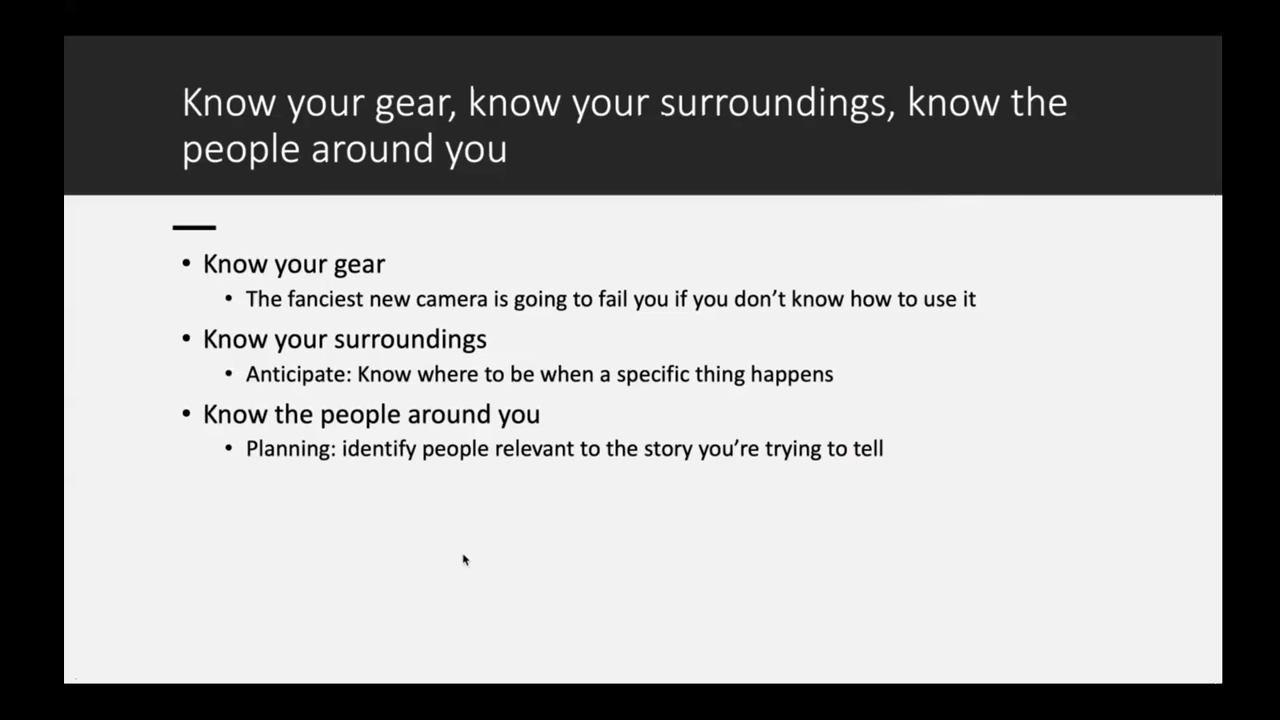 Know your gear, know your surroundings, know the
people around you
• Know your gear
• The fanciest new camera is going to fail you if you don’t know how to use it
• Know your surroundings
• Anticipate: Know where to be when a specific thing happens
• Know the people around you
• Planning: identify people relevant to the story you’re trying to tell